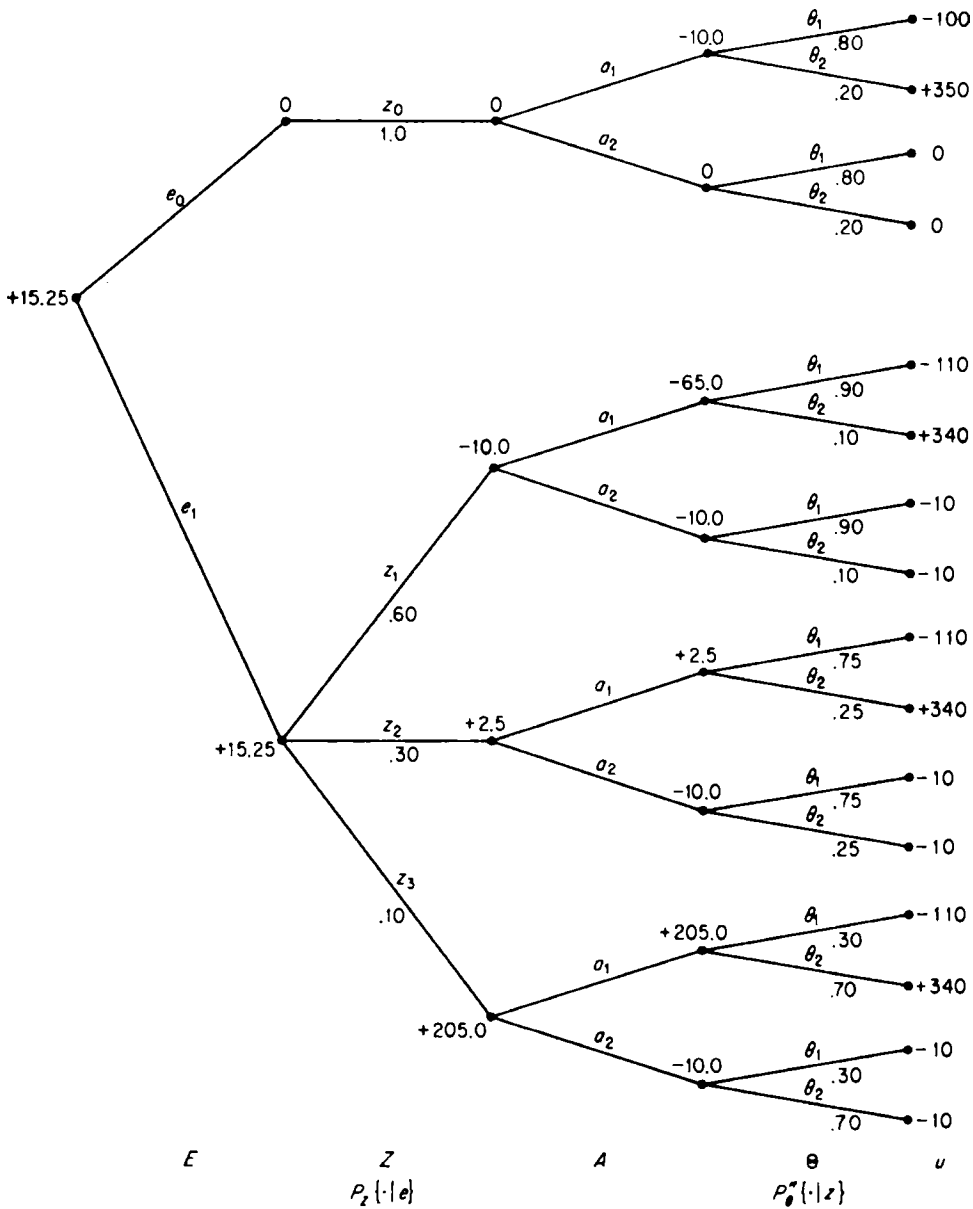 θ₁ -100
-10.0 .80
a₁ θ₂
0 z₀ 0 .20 +350
1.0
a₂ θ₁ 0
0 .80
e₀ θ₂
.20 0
+15.25
θ₁ -110
-65.0 .90
a₁ θ₂
-10.0 .10 +340
a₂ θ₁ -10
-10.0 .90
e₁ θ₂
z₁ .10 -10
.60
θ₁ -110
+2.5 .75
a₁ θ₂
+15.25 z₂ +2.5 .25 +340
.30
a₂ θ₁ -10
-10.0 .75
θ₂
.25 -10
z₃
.10
θ₁ -110
+205.0 .30
a₁ θ₂
+205.0 .70 +340
a₂ θ₁ -10
-10.0 .30
θ₂
.70 -10
E Z A Θ u
P_z{·|e} P″_θ{·|z}